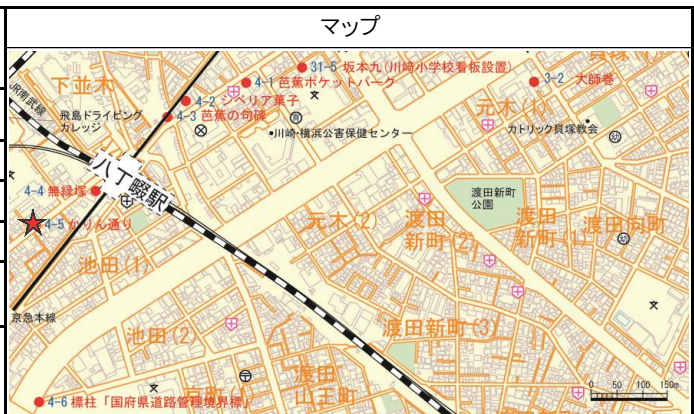 マップ
31-5 坂本九(川崎小学校看板設置)
4-1 芭蕉ポケットパーク
3-2 大師巻
下並木
JR南武線
飛島ドライビング
カレッジ
4-2 シベリア菓子
4-3 芭蕉の句碑
川崎・横浜公害保健センター
元木(1)
カトリック貝塚教会
八丁畷駅
4-4 無縁塚
4-5 かりん通り
渡田新町
公園
元木(2)
渡田
新町(2)
渡田
新町(1)
渡田向町
池田(1)
京急本線
池田(2)
渡田新町(3)
渡田
山王町
4-6 標柱「国府県道路管理境界標」
0 50 100 150m